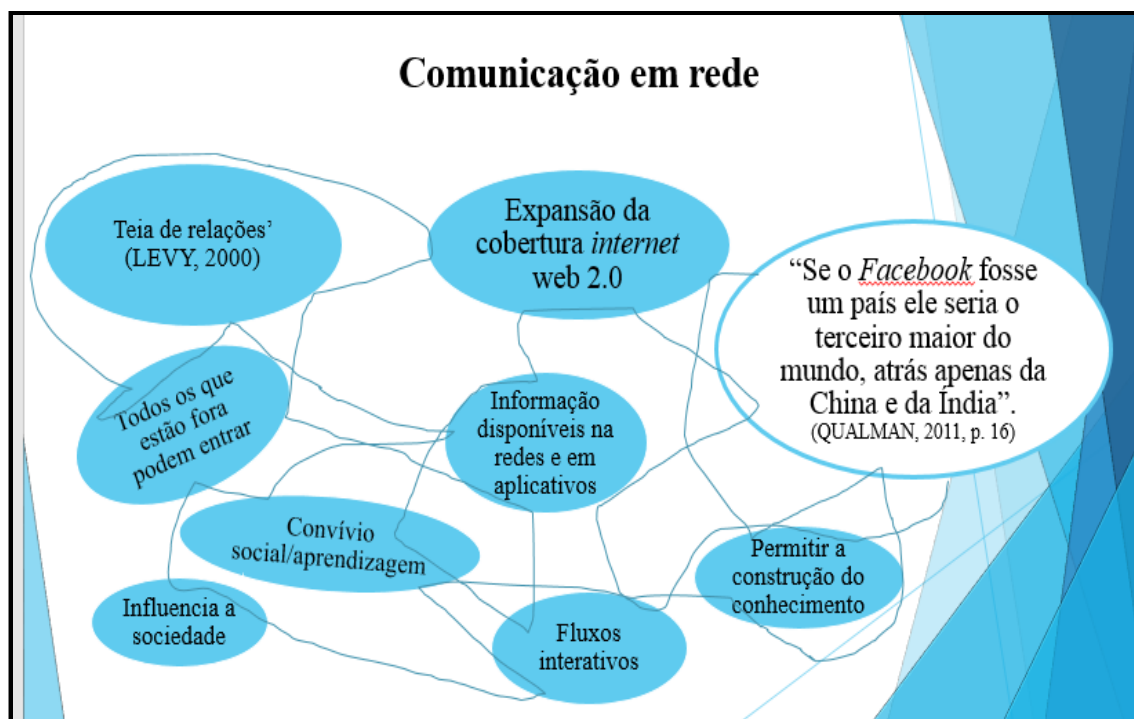 Comunicação em rede
Teia de relações’
(LEVY, 2000)
Expansão da
cobertura internet
web 2.0
“Se o Facebook fosse
um país ele seria o
terceiro maior do
mundo, atrás apenas da
China e da Índia”.
(QUALMAN, 2011, p. 16)
Todos os que
estão fora
podem entrar
Informação
disponíveis na
redes e em
aplicativos
Convívio
social/aprendizagem
Permitir a
construção do
conhecimento
Influencia a
sociedade
Fluxos
interativos